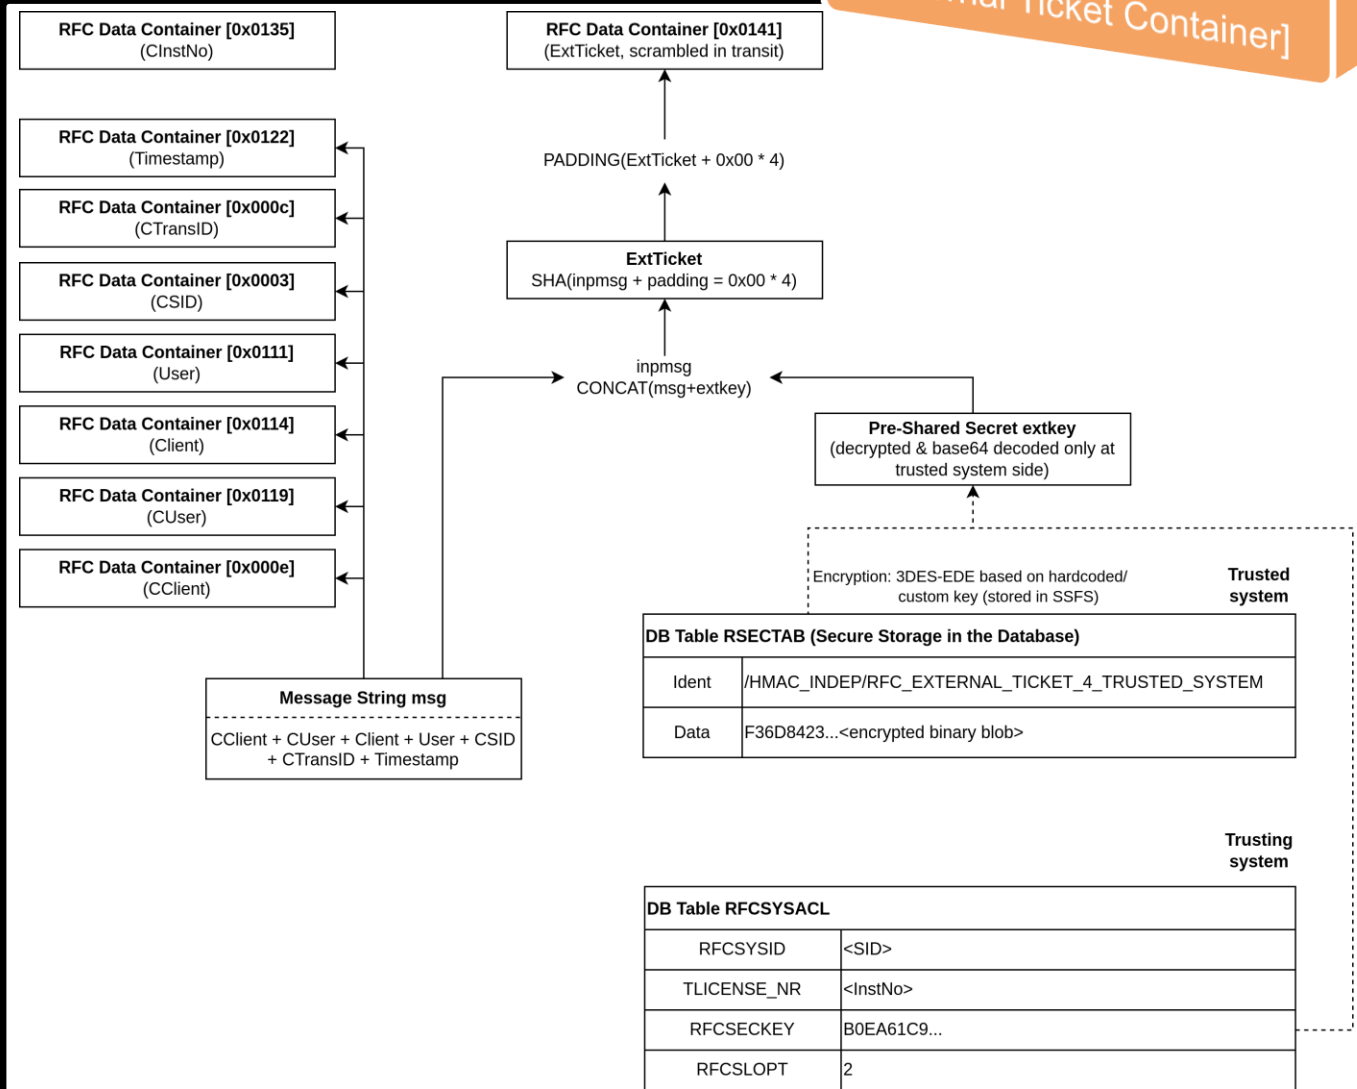 RFC Data Container [0x0135]
(CInstNo)
RFC Data Container [0x0141]
(ExtTicket, scrambled in transit)
Ticket Container]
RFC Data Container [0x0122]
(Timestamp)
PADDING(ExtTicket + 0x00 * 4)
RFC Data Container [0x000c]
(CTransID)
RFC Data Container [0x0003]
(CSID)
ExtTicket
SHA(inpmsg + padding = 0x00 * 4)
RFC Data Container [0x0111]
(User)
inpmsg
CONCAT(msg+extkey)
RFC Data Container [0x0114]
(Client)
Pre-Shared Secret extkey
(decrypted & base64 decoded only at
trusted system side)
RFC Data Container [0x0119]
(CUser)
RFC Data Container [0x000e]
(CClient)
Encryption: 3DES-EDE based on hardcoded/
custom key (stored in SSFS)
Trusted
system
DB Table RSECTAB (Secure Storage in the Database)
Ident /HMAC_INDEP/RFC_EXTERNAL_TICKET_4_TRUSTED_SYSTEM
Data F36D8423...<encrypted binary blob>
Message String msg
CClient + CUser + Client + User + CSID
+ CTransID + Timestamp
Trusting
system
DB Table RFCSYSACL
RFCSYSID <SID>
TLICENSE_NR <InstNo>
RFCSECKEY B0EA61C9...
RFCSLOPT 2